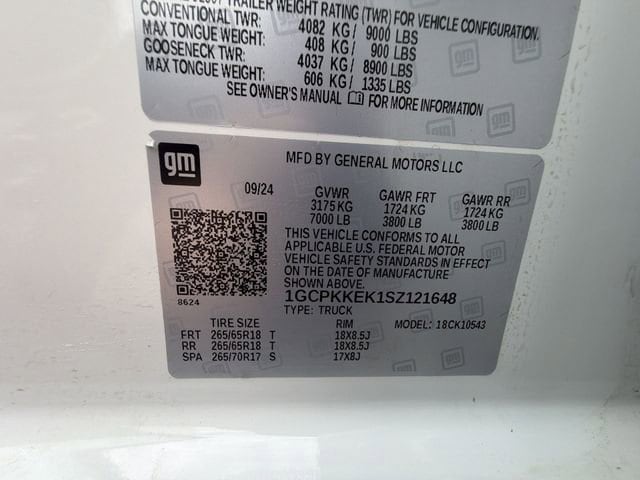 TRAILER WEIGHT RATING (TWR) FOR VEHICLE CONFIGURATION.
CONVENTIONAL TWR: 4082 KG/ 9000 LBS
MAX TONGUE WEIGHT: 408 KG/ 900 LBS
GOOSENECK TWR: 4037 KG/ 8900 LBS
MAX TONGUE WEIGHT: 606 KG/ 1335 LBS
SEE OWNER'S MANUAL FOR MORE INFORMATION
gm
MFD BY GENERAL MOTORS LLC
09/24 GVWR GAWR FRT GAWR RR
3175 KG 1724 KG 1724 KG
7000 LB 3800 LB 3800 LB
THIS VEHICLE CONFORMS TO ALL
APPLICABLE U.S. FEDERAL MOTOR
VEHICLE SAFETY STANDARDS IN EFFECT
ON THE DATE OF MANUFACTURE
SHOWN ABOVE.
8624
1GCPKKEK1SZ121648
TYPE: TRUCK
TIRE SIZE RIM MODEL: 18CK10543
FRT 265/65R18 T 18X8.5J
RR 265/65R18 T 18X8.5J
SPA 265/70R17 S 17X8J